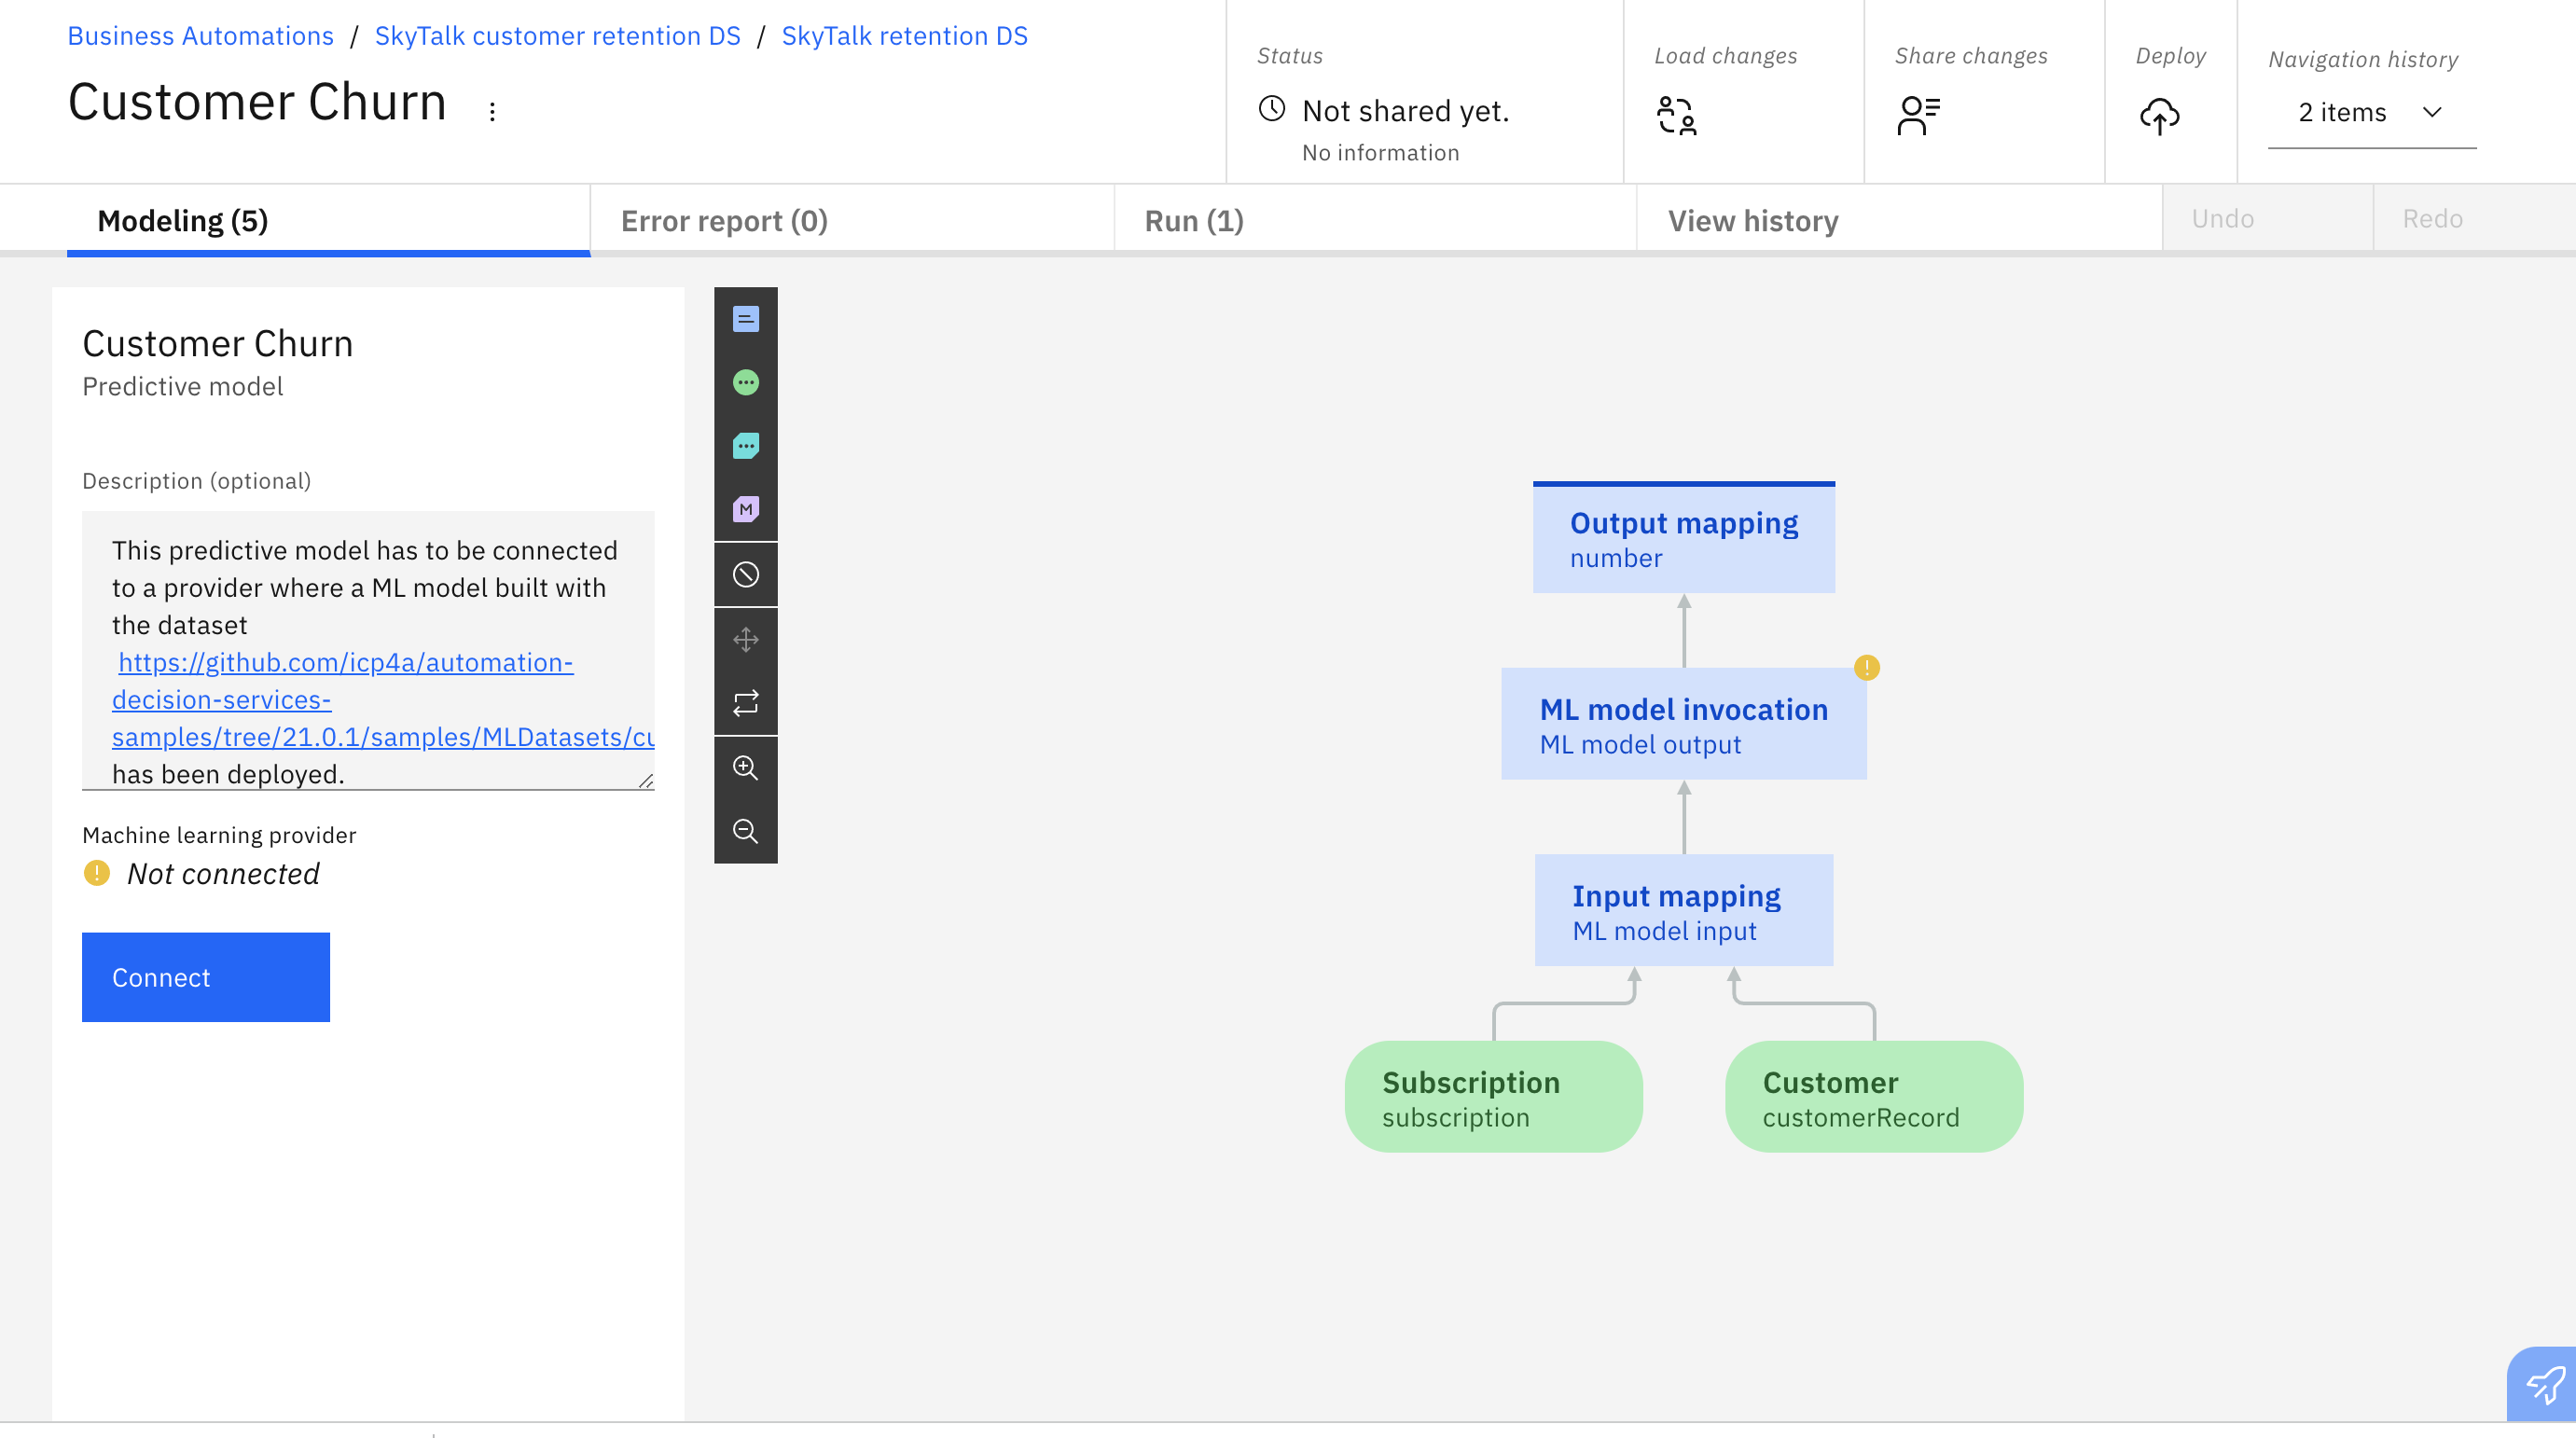 Business Automations / SkyTalk customer retention DS / SkyTalk retention DS
Customer Churn
Status
Not shared yet.
No information
Load changes
Share changes
Deploy
Navigation history
2 items
Modeling (5)
Error report (0)
Run (1)
View history
Undo
Redo
Customer Churn
Predictive model
Description (optional)
This predictive model has to be connected
to a provider where a ML model built with
the dataset
https://github.com/icp4a/automation-
decision-services-
samples/tree/21.0.1/samples/MLDatasets/cu
has been deployed.
Machine learning provider
Not connected
Connect
M
Output mapping
number
ML model invocation
ML model output
Input mapping
ML model input
Subscription
subscription
Customer
customerRecord